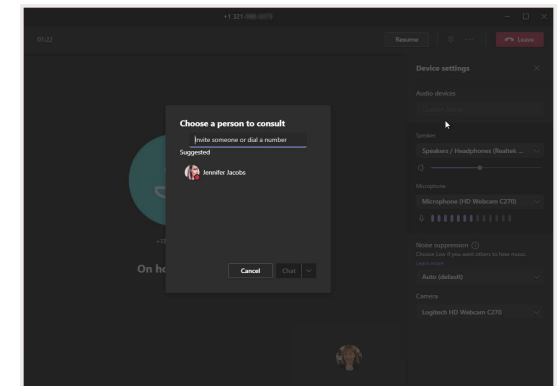 +1 321-
01:22
Resume
Leave
Device settings
Audio devices
Speaker
Speakers / Headphones (Realtek ...
Microphone
Microphone (HD Webcam C270)
Noise suppression
Choose Low if you want others to hear music.
Learn more
Auto (default)
Camera
Logitech HD Webcam C270
Choose a person to consult
Invite someone or dial a number
Suggested
Jennifer Jacobs
Cancel
Chat
On ho